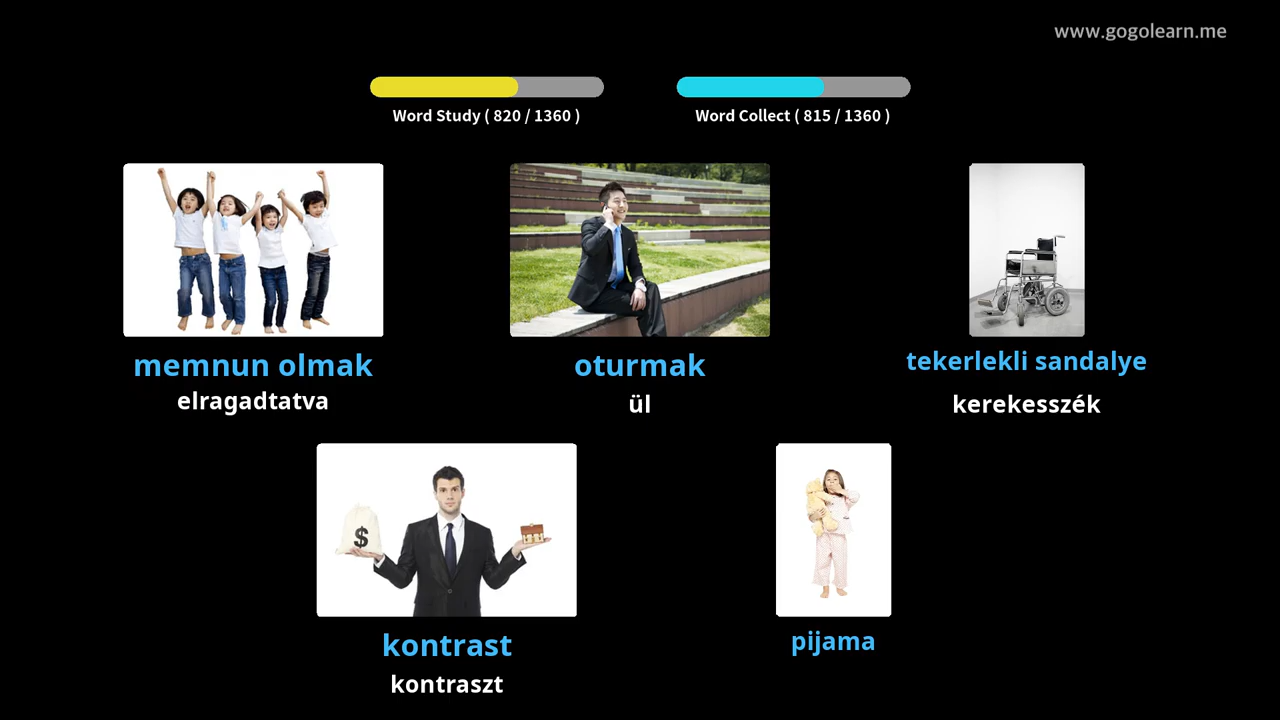 www.gogolearn.me
Word Study ( 820 / 1360 )
Word Collect ( 815 / 1360 )
memnun olmak
elragadtatva
oturmak
ül
tekerlekli sandalye
kerekesszék
$
kontrast
kontraszt
pijama